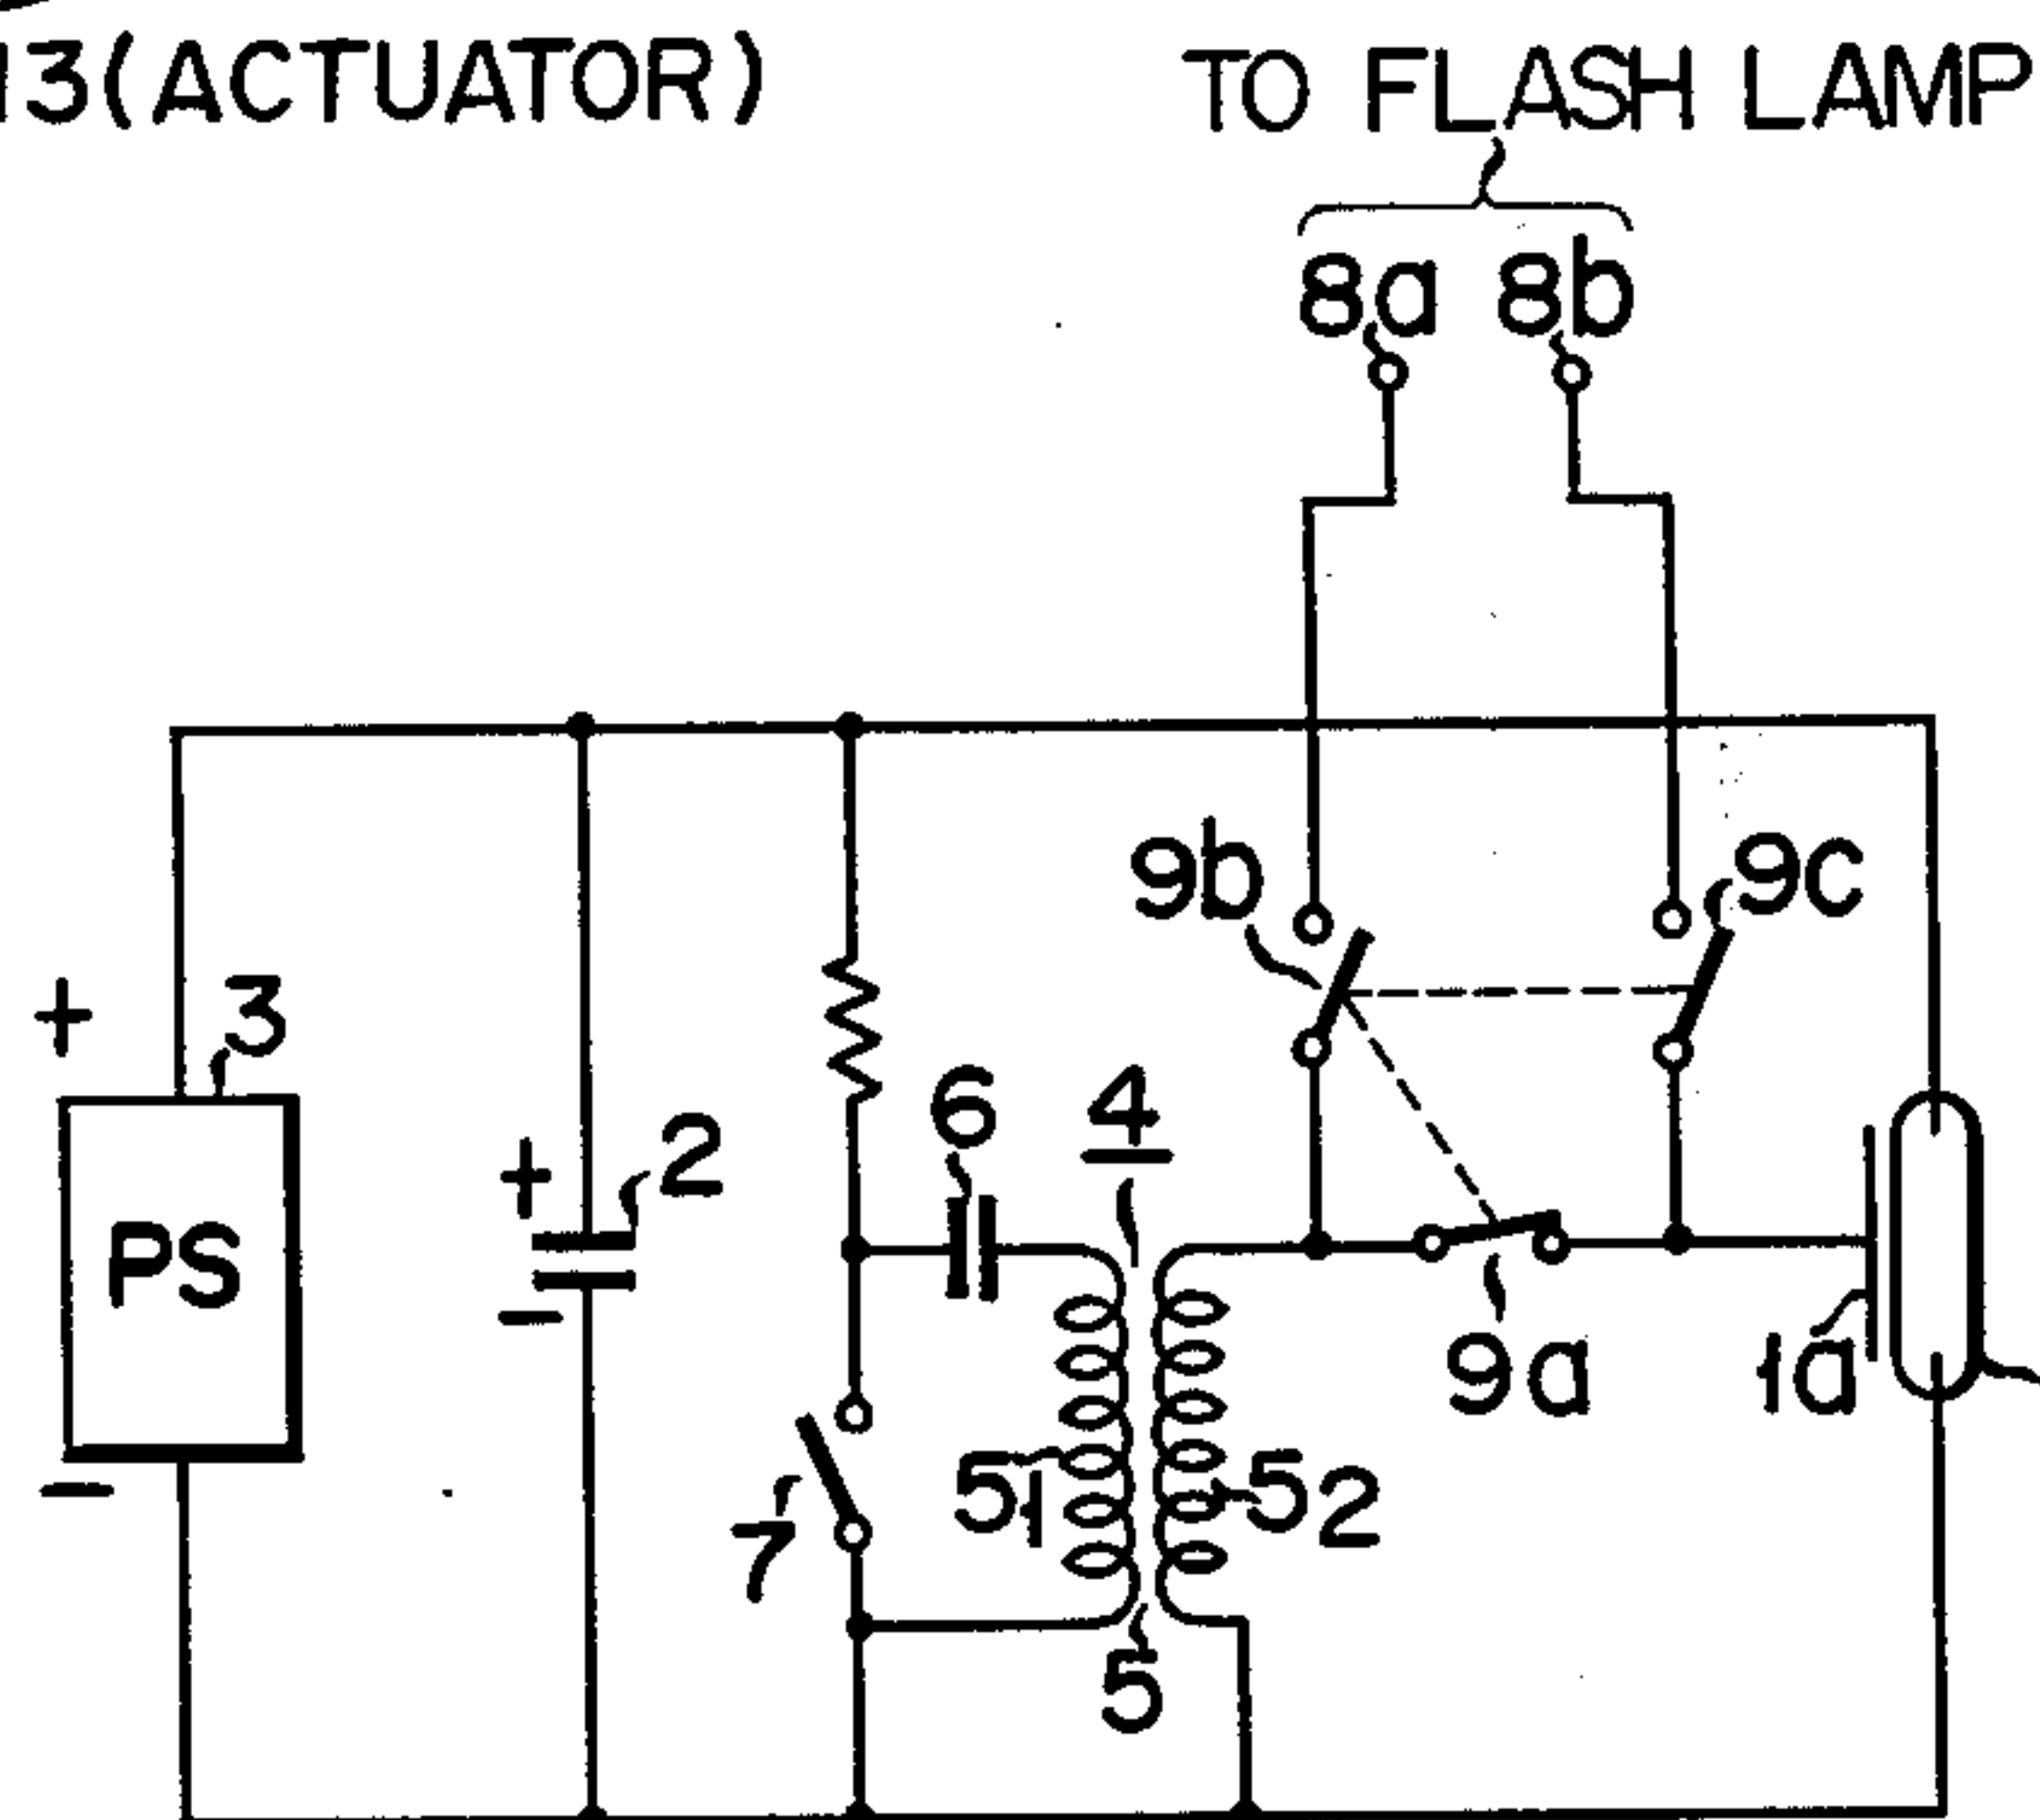 13(ACTUATOR)
TO FLASH LAMP
8a 8b
9b
9c
+
3
6
4
+
2
PS
−
9a
1a
−
51
52
7
5